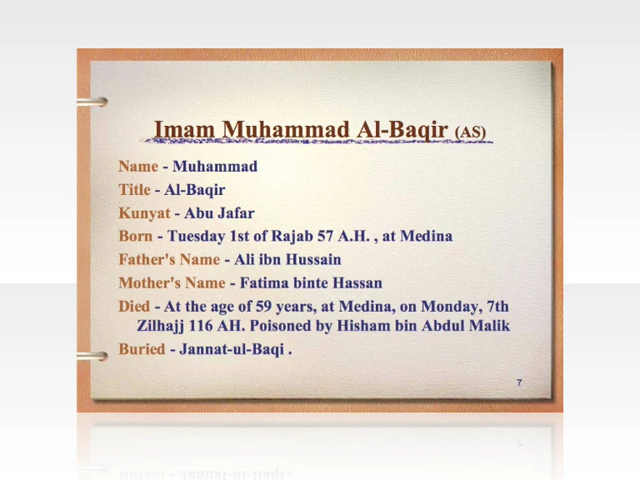 Imam Muhammad Al-Baqir (AS)
Name - Muhammad
Title - Al-Baqir
Kunyat - Abu Jafar
Born - Tuesday 1st of Rajab 57 A.H. , at Medina
Father's Name - Ali ibn Hussain
Mother's Name - Fatima binte Hassan
Died - At the age of 59 years, at Medina, on Monday, 7th
Zilhajj 116 AH. Poisoned by Hisham bin Abdul Malik
Buried - Jannat-ul-Baqi .
7